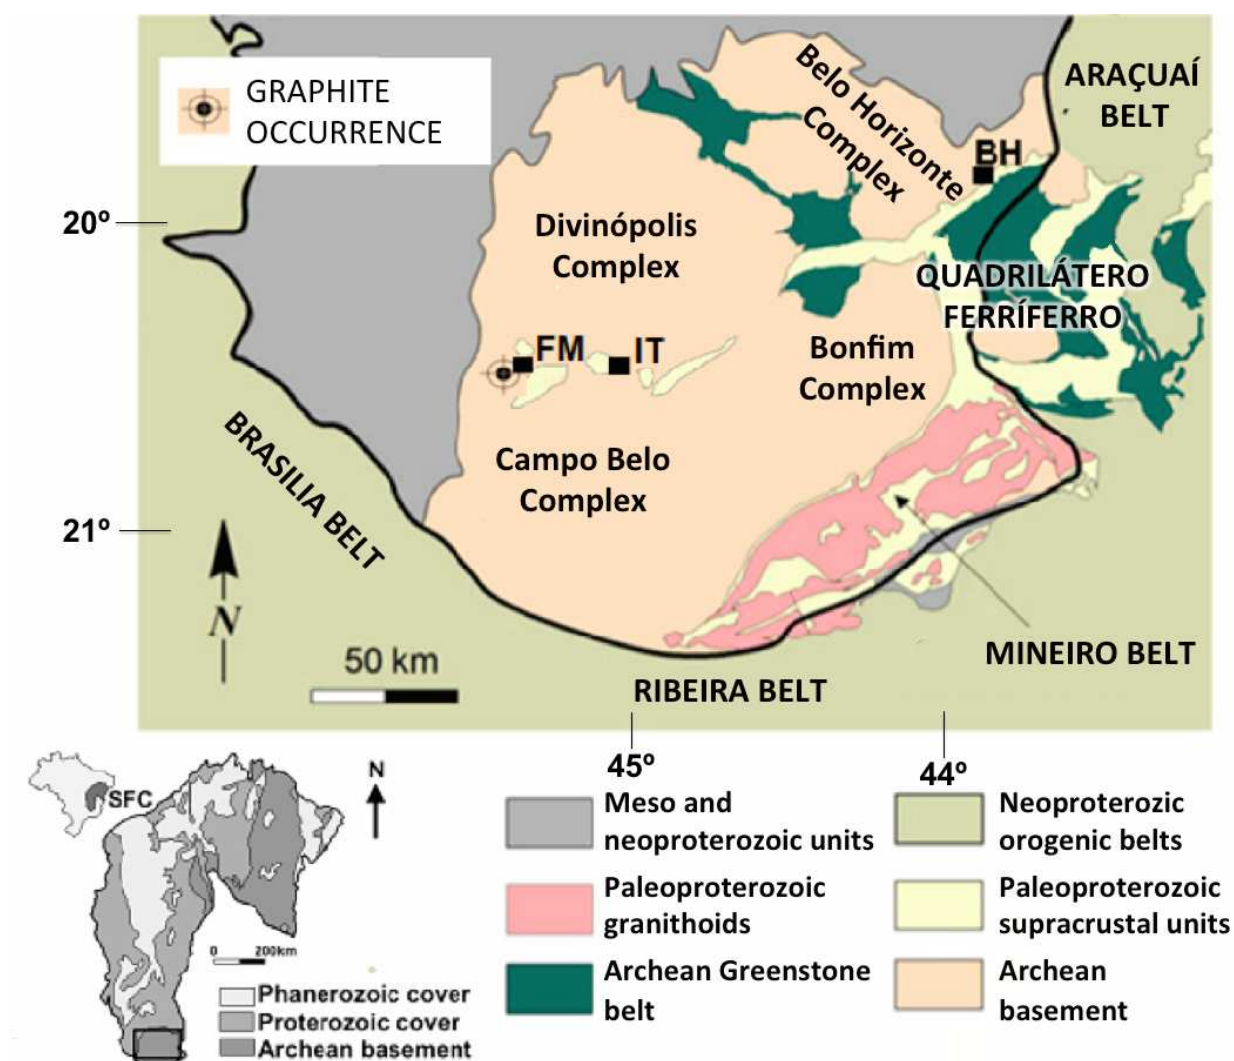 GRAPHITE
OCCURRENCE
ARAÇUAÍ
BELT
Belo Horizonte
Complex
BH
20º
Divinópolis
Complex
QUADRILÁTERO
FERRÍFERRO
FM
IT
Bonfim
Complex
BRASILIA BELT
Campo Belo
Complex
21º
N
50 km
MINEIRO BELT
RIBEIRA BELT
45º
44º
SFC
N
0 200km
Phanerozoic cover
Proterozoic cover
Archean basement
Meso and
neoproterozoic units
Neoproterozic
orogenic belts
Paleoproterozoic
granithoids
Paleoproterozoic
supracrustal units
Archean Greenstone
belt
Archean
basement